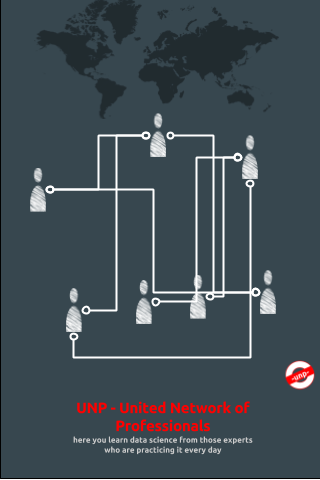 -unp-
UNP - United Network of
Professionals
here you learn data science from those experts
who are practicing it every day